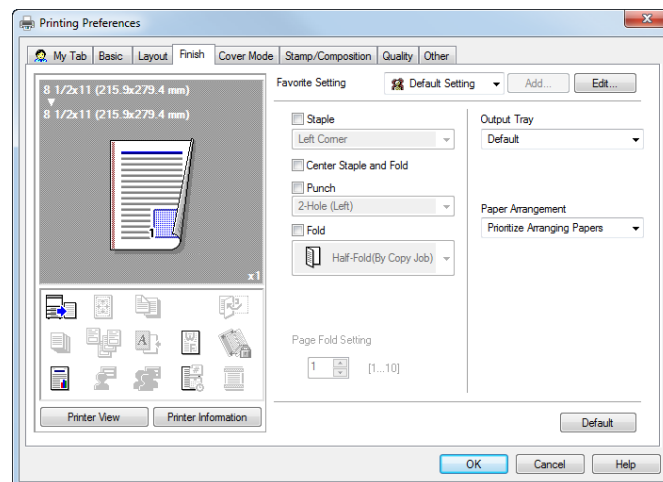 Printing Preferences
My Tab
Basic
Layout
Finish
Cover Mode
Stamp/Composition
Quality
Other
8 1/2x11 (215.9x279.4 mm)
8 1/2x11 (215.9x279.4 mm)
1
x1
Printer View
Printer Information
Favorite Setting
Default Setting
Add...
Edit...
Staple
Left Corner
Center Staple and Fold
Punch
2-Hole (Left)
Fold
Half-Fold(By Copy Job)
Page Fold Setting
1
[1...10]
Output Tray
Default
Paper Arrangement
Prioritize Arranging Papers
Default
OK
Cancel
Help